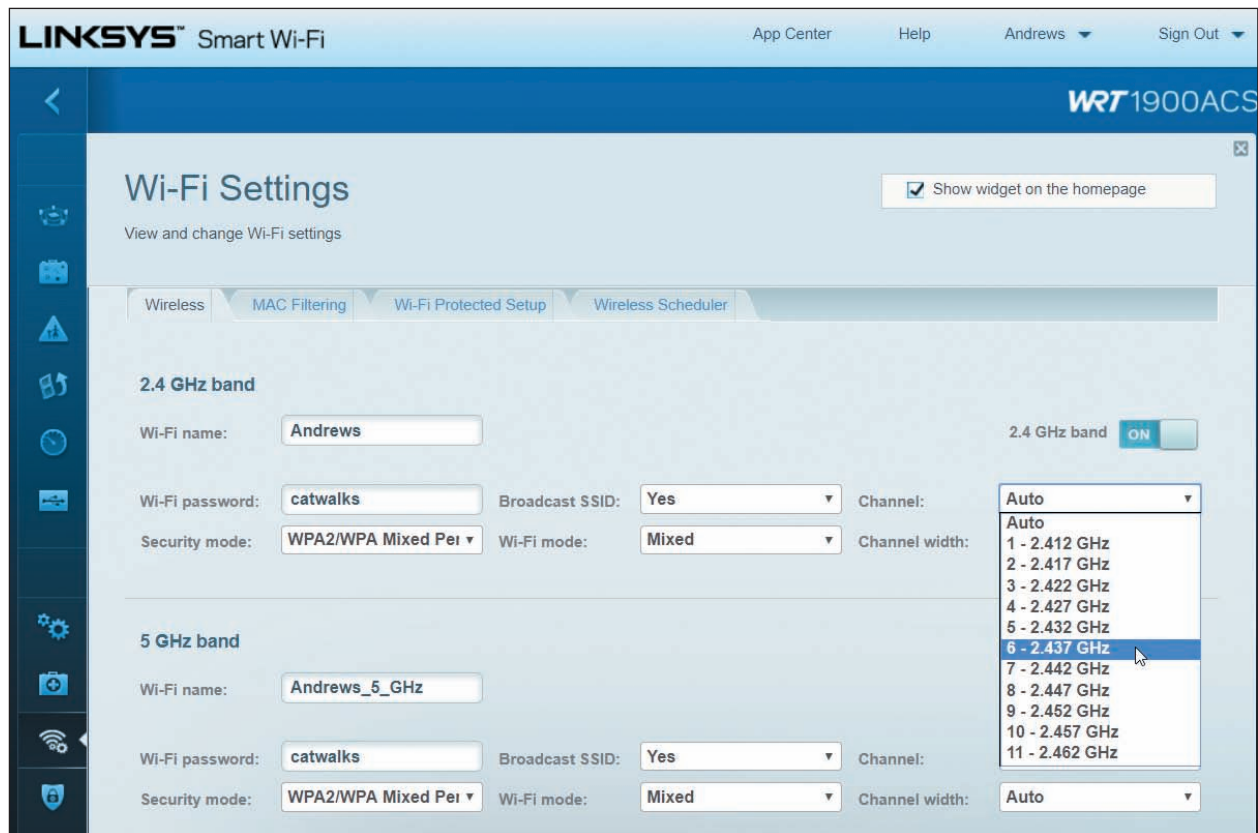 LINKSYS™ Smart Wi-Fi
App Center Help Andrews Sign Out
WRT1900ACS
Wi-Fi Settings
Show widget on the homepage
View and change Wi-Fi settings
Wireless MAC Filtering Wi-Fi Protected Setup Wireless Scheduler
2.4 GHz band
Wi-Fi name: Andrews 2.4 GHz band ON
Wi-Fi password: catwalks Broadcast SSID: Yes Channel: Auto
Security mode: WPA2/WPA Mixed Per Wi-Fi mode: Mixed Channel width:
Auto
1 - 2.412 GHz
2 - 2.417 GHz
3 - 2.422 GHz
4 - 2.427 GHz
5 - 2.432 GHz
6 - 2.437 GHz
7 - 2.442 GHz
8 - 2.447 GHz
9 - 2.452 GHz
10 - 2.457 GHz
11 - 2.462 GHz
5 GHz band
Wi-Fi name: Andrews_5_GHz
Wi-Fi password: catwalks Broadcast SSID: Yes Channel:
Security mode: WPA2/WPA Mixed Per Wi-Fi mode: Mixed Channel width: Auto